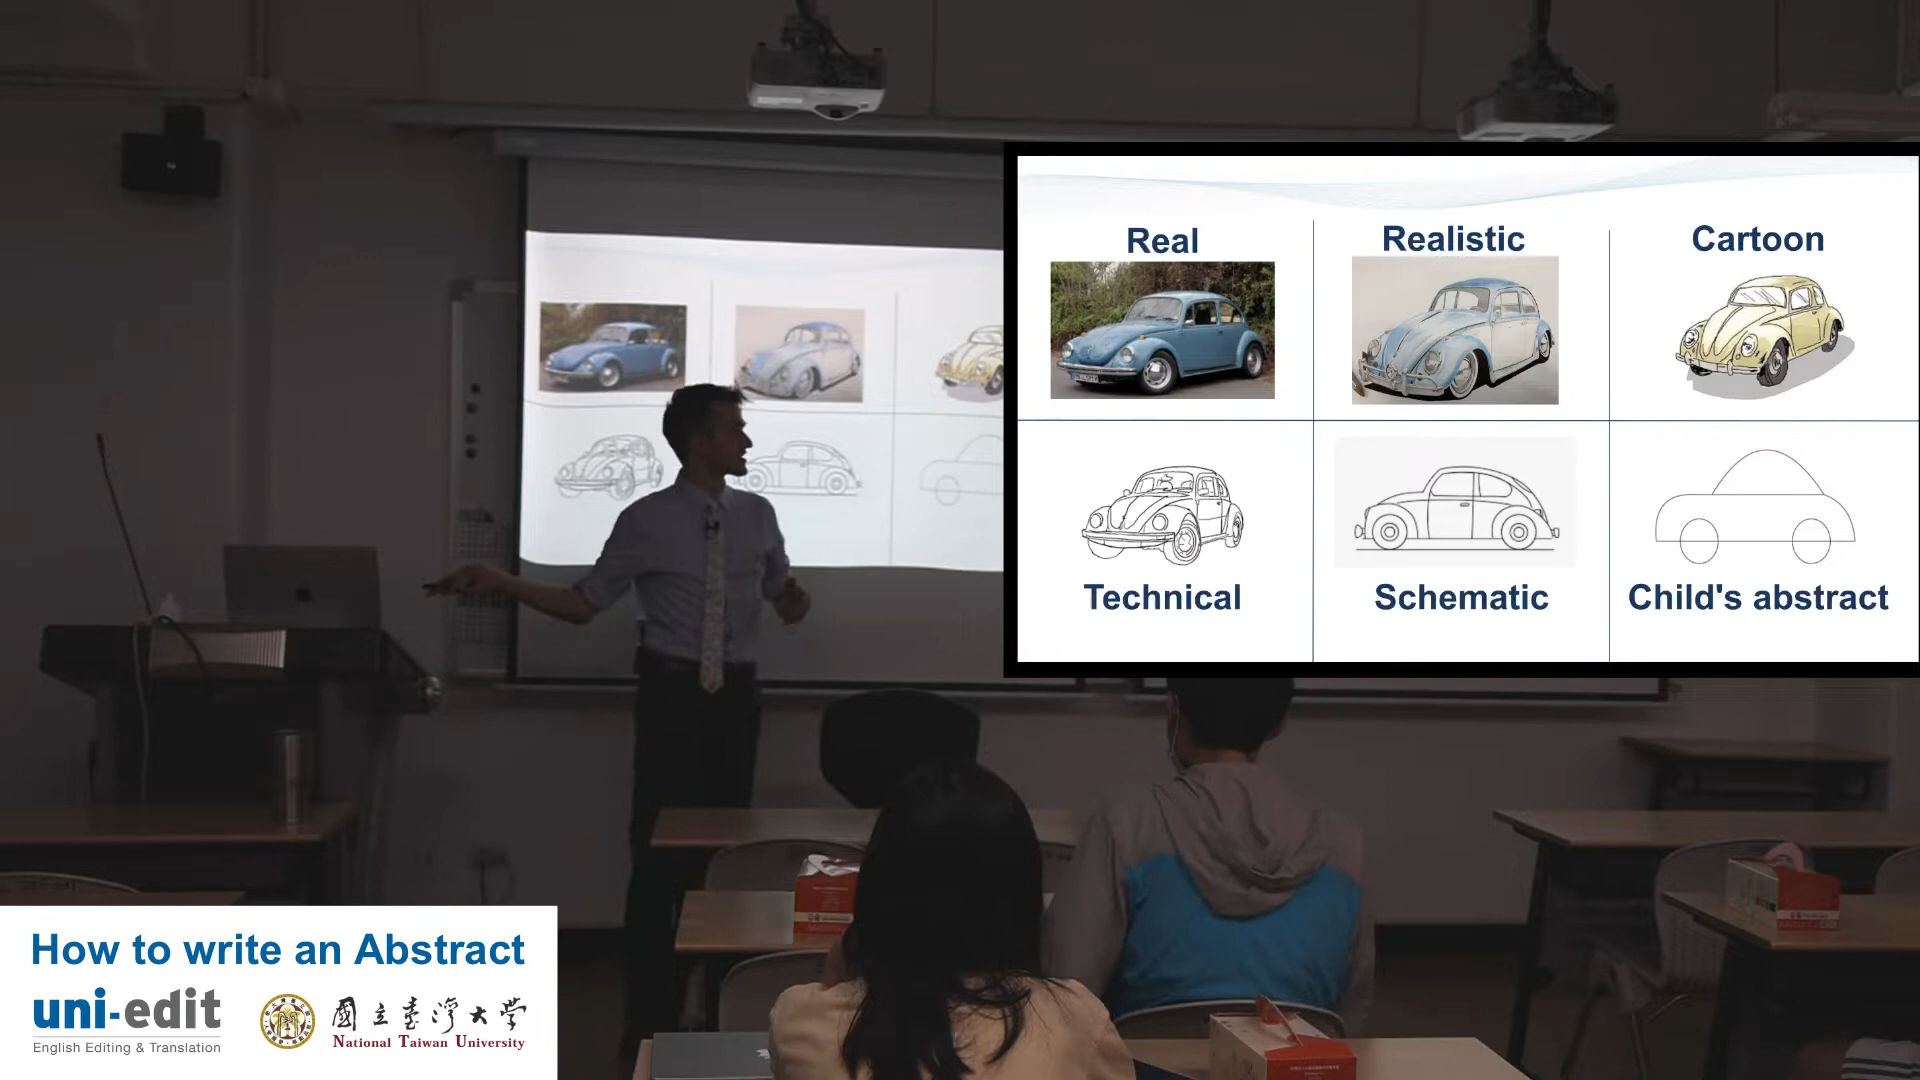 Real
Realistic
Cartoon
Technical
Schematic
Child's abstract
How to write an Abstract
uni-edit
English Editing & Translation
國立臺灣大學
National Taiwan University